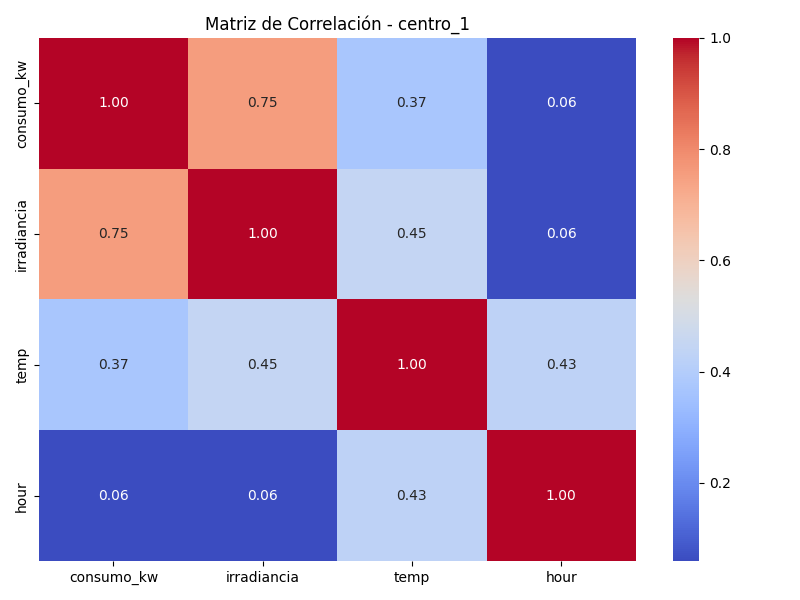 Matriz de Correlación - centro_1
consumo_kw
1.00
0.75
0.37
0.06
irradiancia
0.75
1.00
0.45
0.06
temp
0.37
0.45
1.00
0.43
hour
0.06
0.06
0.43
1.00
consumo_kw
irradiancia
temp
hour
1.0
0.8
0.6
0.4
0.2